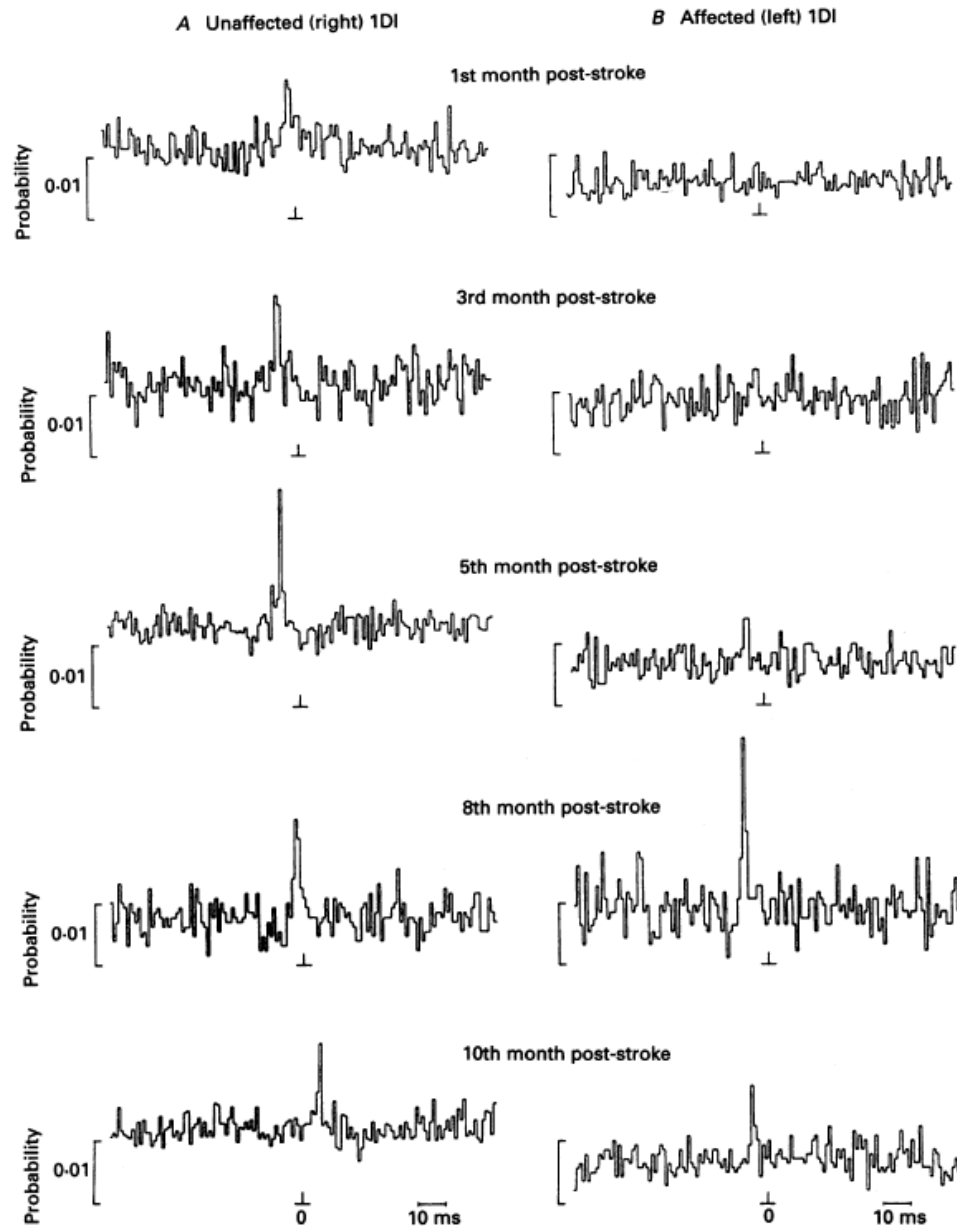 A Unaffected (right) 1DI
B Affected (left) 1DI
1st month post-stroke
Probability
0·01
3rd month post-stroke
Probability
0·01
5th month post-stroke
Probability
0·01
8th month post-stroke
Probability
0·01
10th month post-stroke
Probability
0·01
0
10 ms
0
10 ms